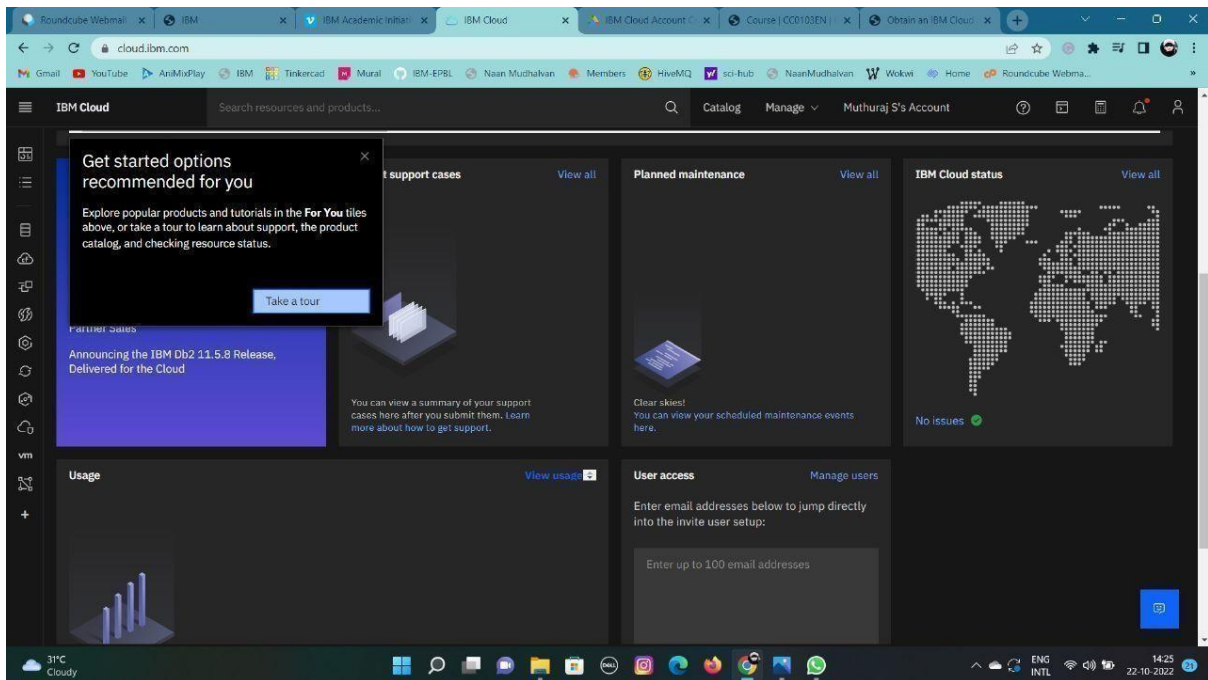 Roundcube Webmail
IBM
IBM Academic Initiati
IBM Cloud
IBM Cloud Account C
Course | CC0103EN |
Obtain an IBM Cloud
cloud.ibm.com
Gmail
YouTube
AniMixPlay
IBM
Tinkercad
Mural
IBM-EPBL
Naan Mudhalvan
Members
HiveMQ
sci-hub
NaanMudhalvan
Wokwi
Home
Roundcube Webma...
IBM Cloud
Search resources and products...
Catalog
Manage
Muthuraj S's Account
Get started options
recommended for you
Explore popular products and tutorials in the For You tiles
above, or take a tour to learn about support, the product
catalog, and checking resource status.
Take a tour
Partner Sales
Announcing the IBM Db2 11.5.8 Release,
Delivered for the Cloud
t support cases
View all
You can view a summary of your support
cases here after you submit them. Learn
more about how to get support.
Planned maintenance
View all
Clear skies!
You can view your scheduled maintenance events
here.
IBM Cloud status
View all
No issues
vm
Usage
View usage
User access
Manage users
Enter email addresses below to jump directly
into the invite user setup:
Enter up to 100 email addresses
31°C
Cloudy
DELL
ENG
INTL
14:25
22-10-2022
21